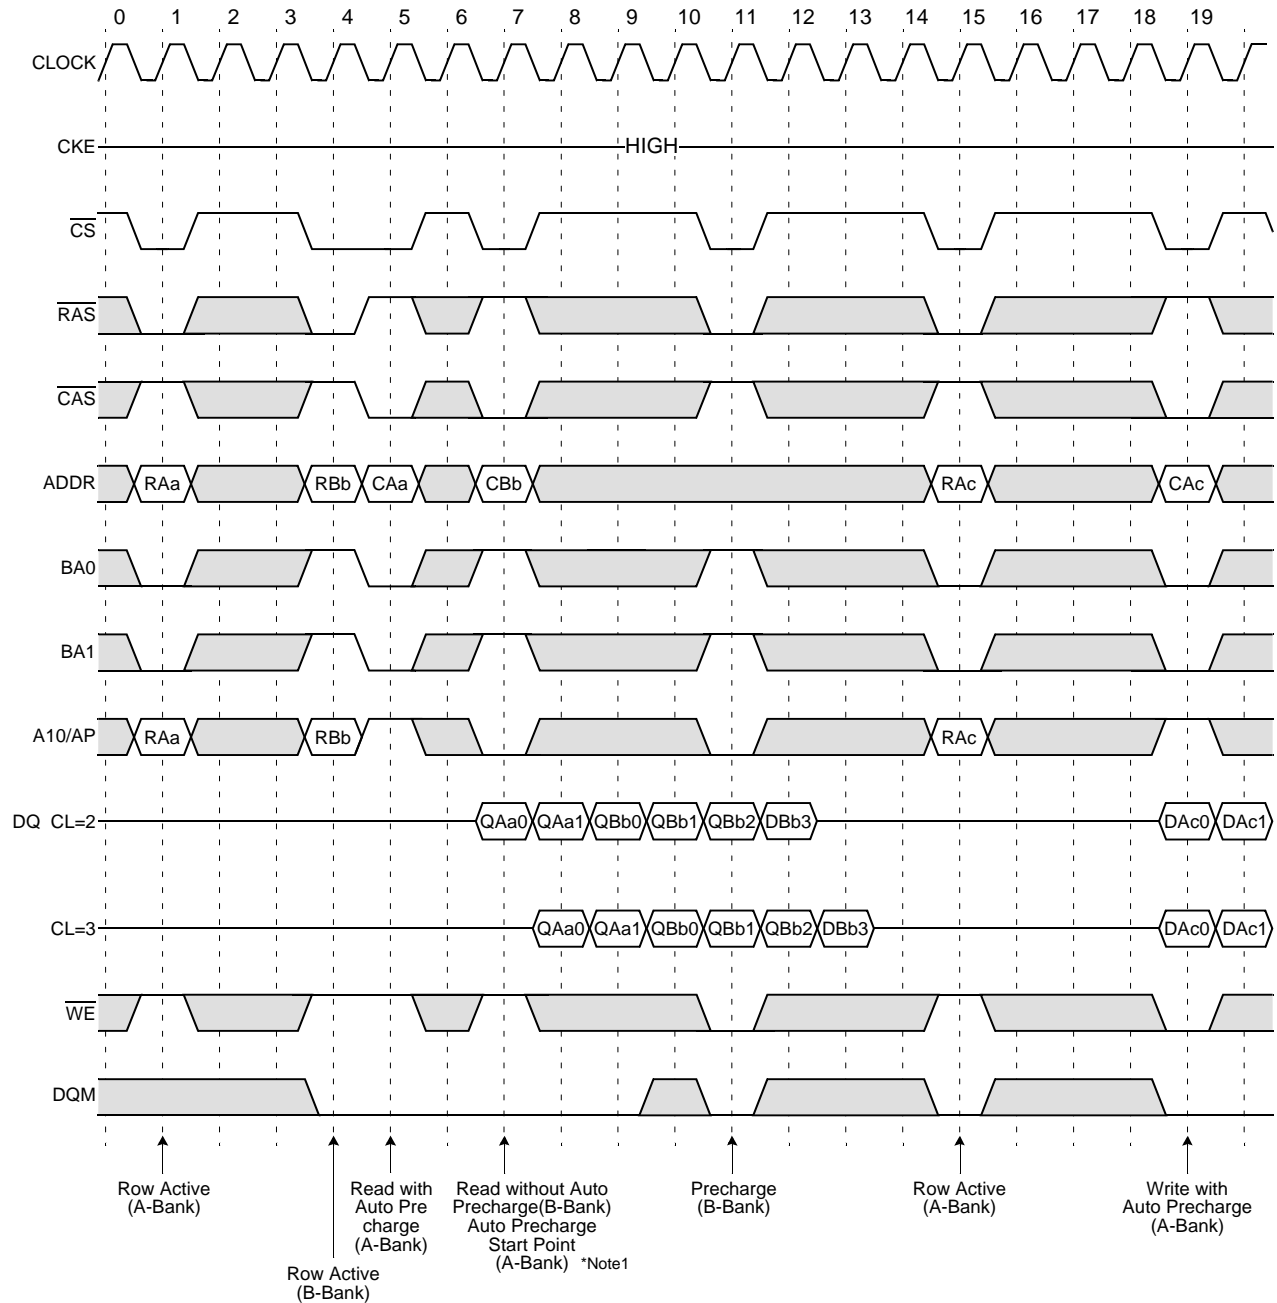 0 1 2 3 4 5 6 7 8 9 10 11 12 13 14 15 16 17 18 19
CLOCK
CKE HIGH
CS
RAS
CAS
ADDR RAa RBb CAa CBb RAc CAc
BA0
BA1
A10/AP RAa RBb RAc
DQ CL=2 QAa0 QAa1 QBb0 QBb1 QBb2 DBb3 DAc0 DAc1
CL=3 QAa0 QAa1 QBb0 QBb1 QBb2 DBb3 DAc0 DAc1
WE
DQM
Row Active
(A-Bank)
Row Active
(B-Bank)
Read with
Auto Pre
charge
(A-Bank)
Read without Auto
Precharge(B-Bank)
Auto Precharge
Start Point
(A-Bank) *Note1
Precharge
(B-Bank)
Row Active
(A-Bank)
Write with
Auto Precharge
(A-Bank)